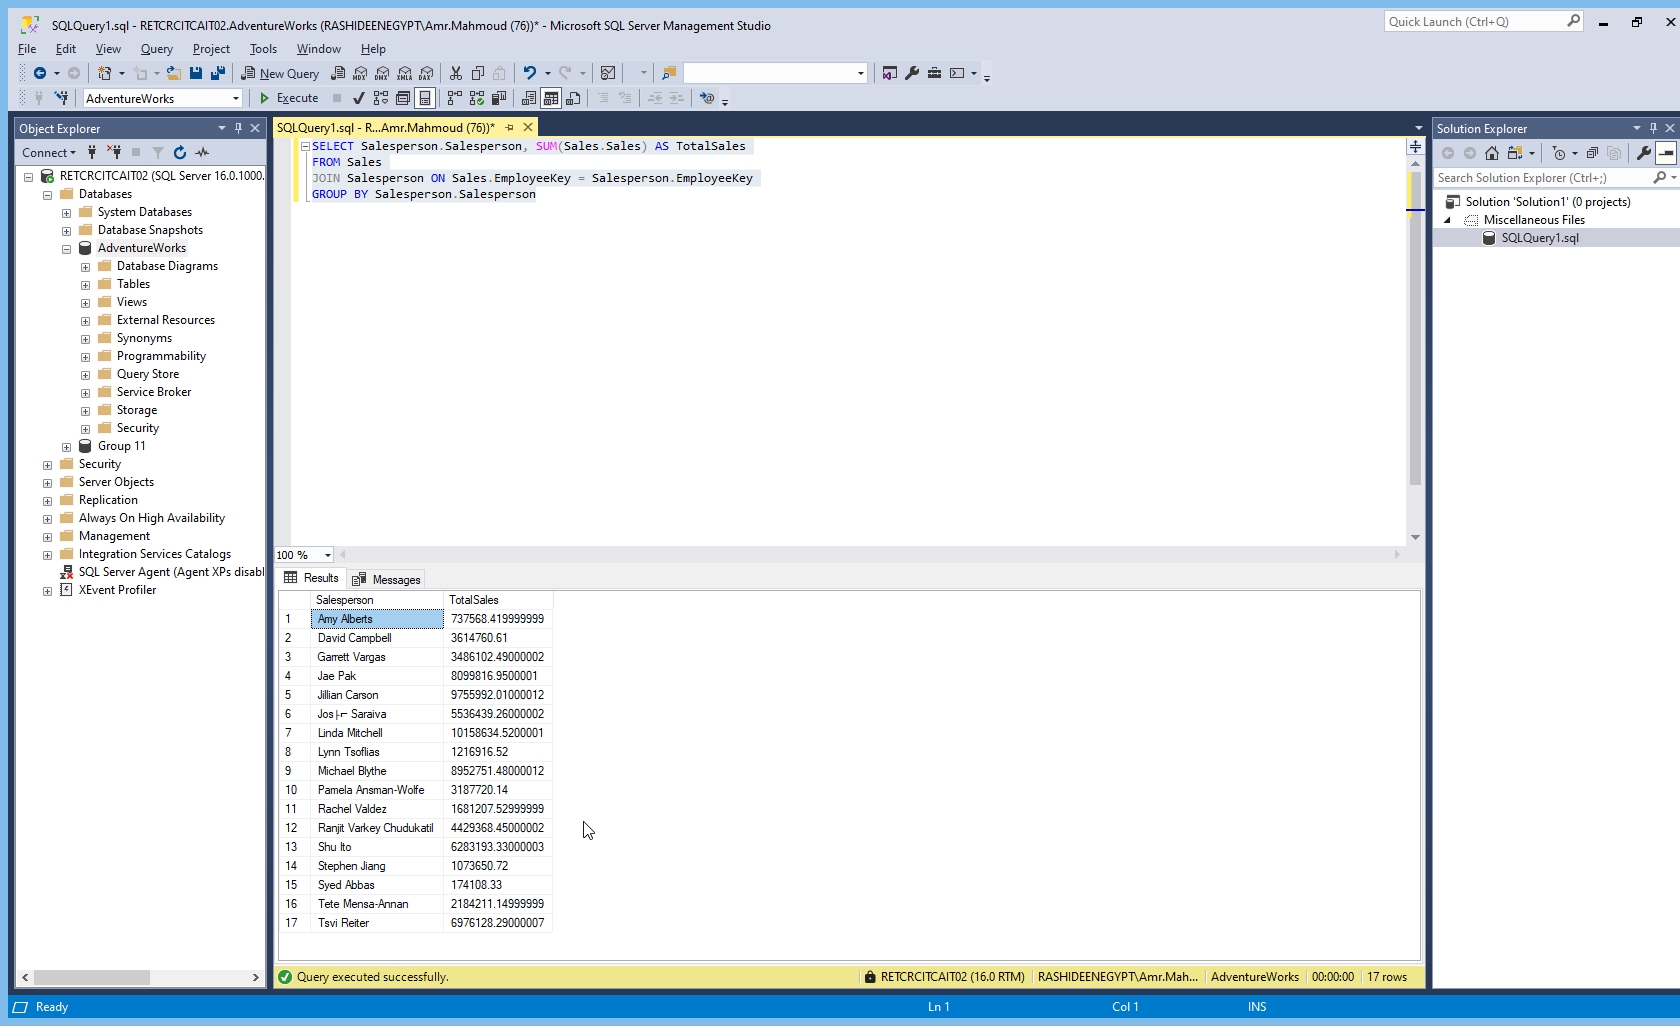 SQLQuery1.sql - RETCRCITCAIT02.AdventureWorks (RASHIDEENEGYPT\Amr.Mahmoud (76))* - Microsoft SQL Server Management Studio
Quick Launch (Ctrl+Q)
File Edit View Query Project Tools Window Help
New Query
MDX DMX XMLA DAX
AdventureWorks
Execute
Object Explorer
Connect
RETCRCITCAIT02 (SQL Server 16.0.1000.
Databases
System Databases
Database Snapshots
AdventureWorks
Database Diagrams
Tables
Views
External Resources
Synonyms
Programmability
Query Store
Service Broker
Storage
Security
Group 11
Security
Server Objects
Replication
Always On High Availability
Management
Integration Services Catalogs
SQL Server Agent (Agent XPs disabl
XEvent Profiler
SQLQuery1.sql - R...Amr.Mahmoud (76))*
SELECT Salesperson.Salesperson, SUM(Sales.Sales) AS TotalSales
FROM Sales
JOIN Salesperson ON Sales.EmployeeKey = Salesperson.EmployeeKey
GROUP BY Salesperson.Salesperson
100 %
Results Messages
Salesperson TotalSales
1 Amy Alberts 737568.419999999
2 David Campbell 3614760.61
3 Garrett Vargas 3486102.49000002
4 Jae Pak 8099816.9500001
5 Jillian Carson 9755992.01000012
6 Jos├⌐ Saraiva 5536439.26000002
7 Linda Mitchell 10158634.5200001
8 Lynn Tsoflias 1216916.52
9 Michael Blythe 8952751.48000012
10 Pamela Ansman-Wolfe 3187720.14
11 Rachel Valdez 1681207.52999999
12 Ranjit Varkey Chudukatil 4429368.45000002
13 Shu Ito 6283193.33000003
14 Stephen Jiang 1073650.72
15 Syed Abbas 174108.33
16 Tete Mensa-Annan 2184211.14999999
17 Tsvi Reiter 6976128.29000007
Query executed successfully.
RETCRCITCAIT02 (16.0 RTM) RASHIDEENEGYPT\Amr.Mah... AdventureWorks 00:00:00 17 rows
Solution Explorer
Search Solution Explorer (Ctrl+;)
Solution 'Solution1' (0 projects)
Miscellaneous Files
SQLQuery1.sql
Ready Ln 1 Col 1 INS